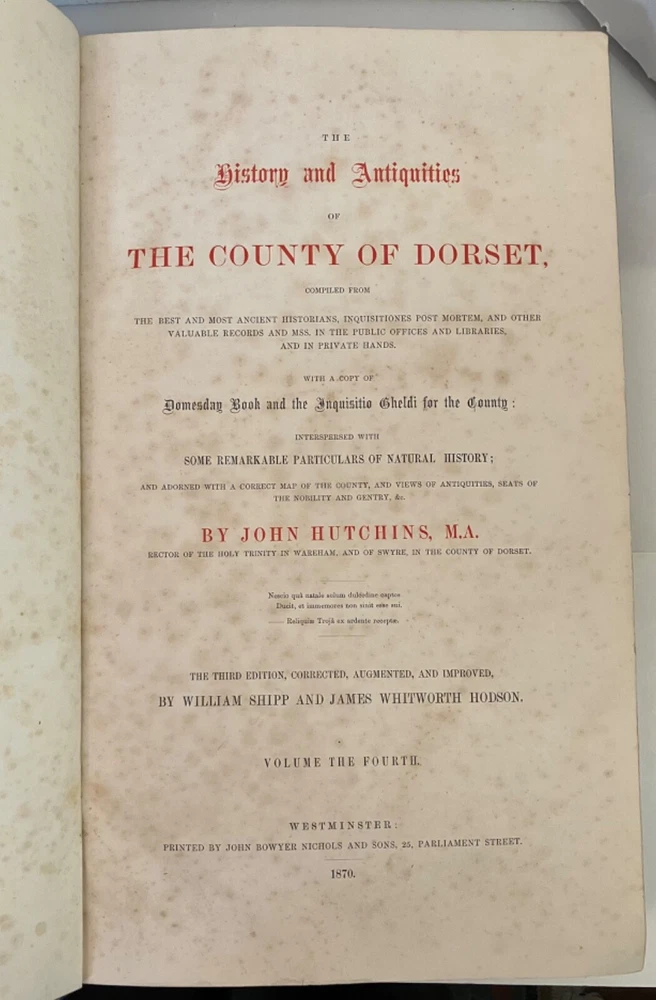 THE
History and Antiquities
OF
THE COUNTY OF DORSET,
COMPILED FROM
THE BEST AND MOST ANCIENT HISTORIANS, INQUISITIONES POST MORTEM, AND OTHER
VALUABLE RECORDS AND MSS. IN THE PUBLIC OFFICES AND LIBRARIES,
AND IN PRIVATE HANDS.
WITH A COPY OF
Domesday Book and the Inquisitio Gheldi for the County:
INTERSPERSED WITH
SOME REMARKABLE PARTICULARS OF NATURAL HISTORY;
AND ADORNED WITH A CORRECT MAP OF THE COUNTY, AND VIEWS OF ANTIQUITIES, SEATS OF
THE NOBILITY AND GENTRY, &c.
BY JOHN HUTCHINS, M.A.
RECTOR OF THE HOLY TRINITY IN WAREHAM, AND OF SWYRE, IN THE COUNTY OF DORSET.
Nescio quâ natale solum dulcedine captos
Ducit, et immemores non sinit esse sui.
—— Reliquiæ Trojâ ex ardente receptæ.
THE THIRD EDITION, CORRECTED, AUGMENTED, AND IMPROVED,
BY WILLIAM SHIPP AND JAMES WHITWORTH HODSON.
VOLUME THE FOURTH.
WESTMINSTER:
PRINTED BY JOHN BOWYER NICHOLS AND SONS, 25, PARLIAMENT STREET.
1870.